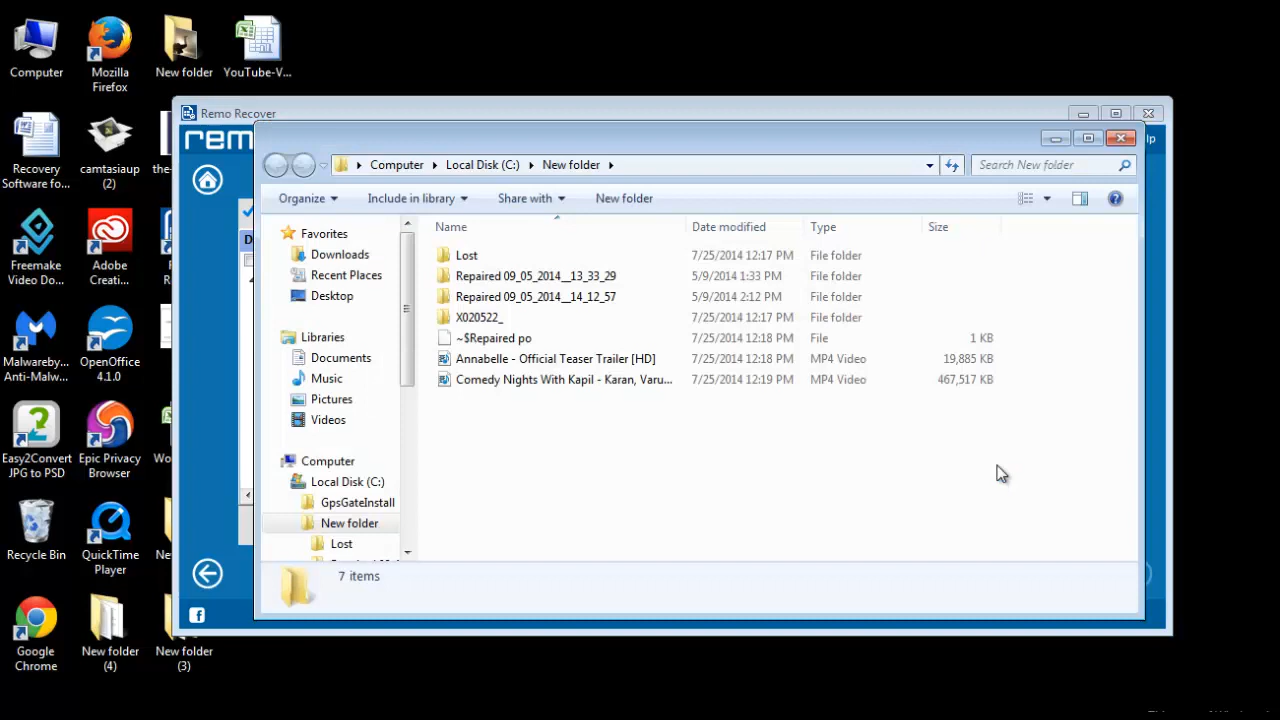 Computer
Mozilla
Firefox
New folder
YouTube-V...
Recovery
Software fo...
camtasiaup
(2)
the-
Freemake
Video Do...
Adobe
Creati...
Malwareby...
Anti-Malw...
OpenOffice
4.1.0
Easy2Convert
JPG to PSD
Epic Privacy
Browser
Wo
Recycle Bin
QuickTime
Player
Ne
Google
Chrome
New folder
(4)
New folder
(3)
Remo Recover
rem
lp
Computer
Local Disk (C:)
New folder
Search New folder
Organize
Include in library
Share with
New folder
Favorites
Downloads
Recent Places
Desktop
Libraries
Documents
Music
Pictures
Videos
Computer
Local Disk (C:)
GpsGateInstall
New folder
Lost
Name Date modified Type Size
Lost 7/25/2014 12:17 PM File folder
Repaired 09_05_2014__13_33_29 5/9/2014 1:33 PM File folder
Repaired 09_05_2014__14_12_57 5/9/2014 2:12 PM File folder
X020522_ 7/25/2014 12:17 PM File folder
~$Repaired po 7/25/2014 12:18 PM File 1 KB
Annabelle - Official Teaser Trailer [HD] 7/25/2014 12:18 PM MP4 Video 19,885 KB
Comedy Nights With Kapil - Karan, Varu... 7/25/2014 12:19 PM MP4 Video 467,517 KB
7 items